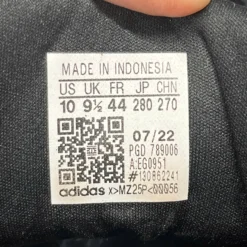 MADE IN INDONESIA
US UK FR JP CHN
10 9½ 44 280 270
07/22
PGD 789006
A:EG0951
#130862241
adidas X>MZ25P<00056